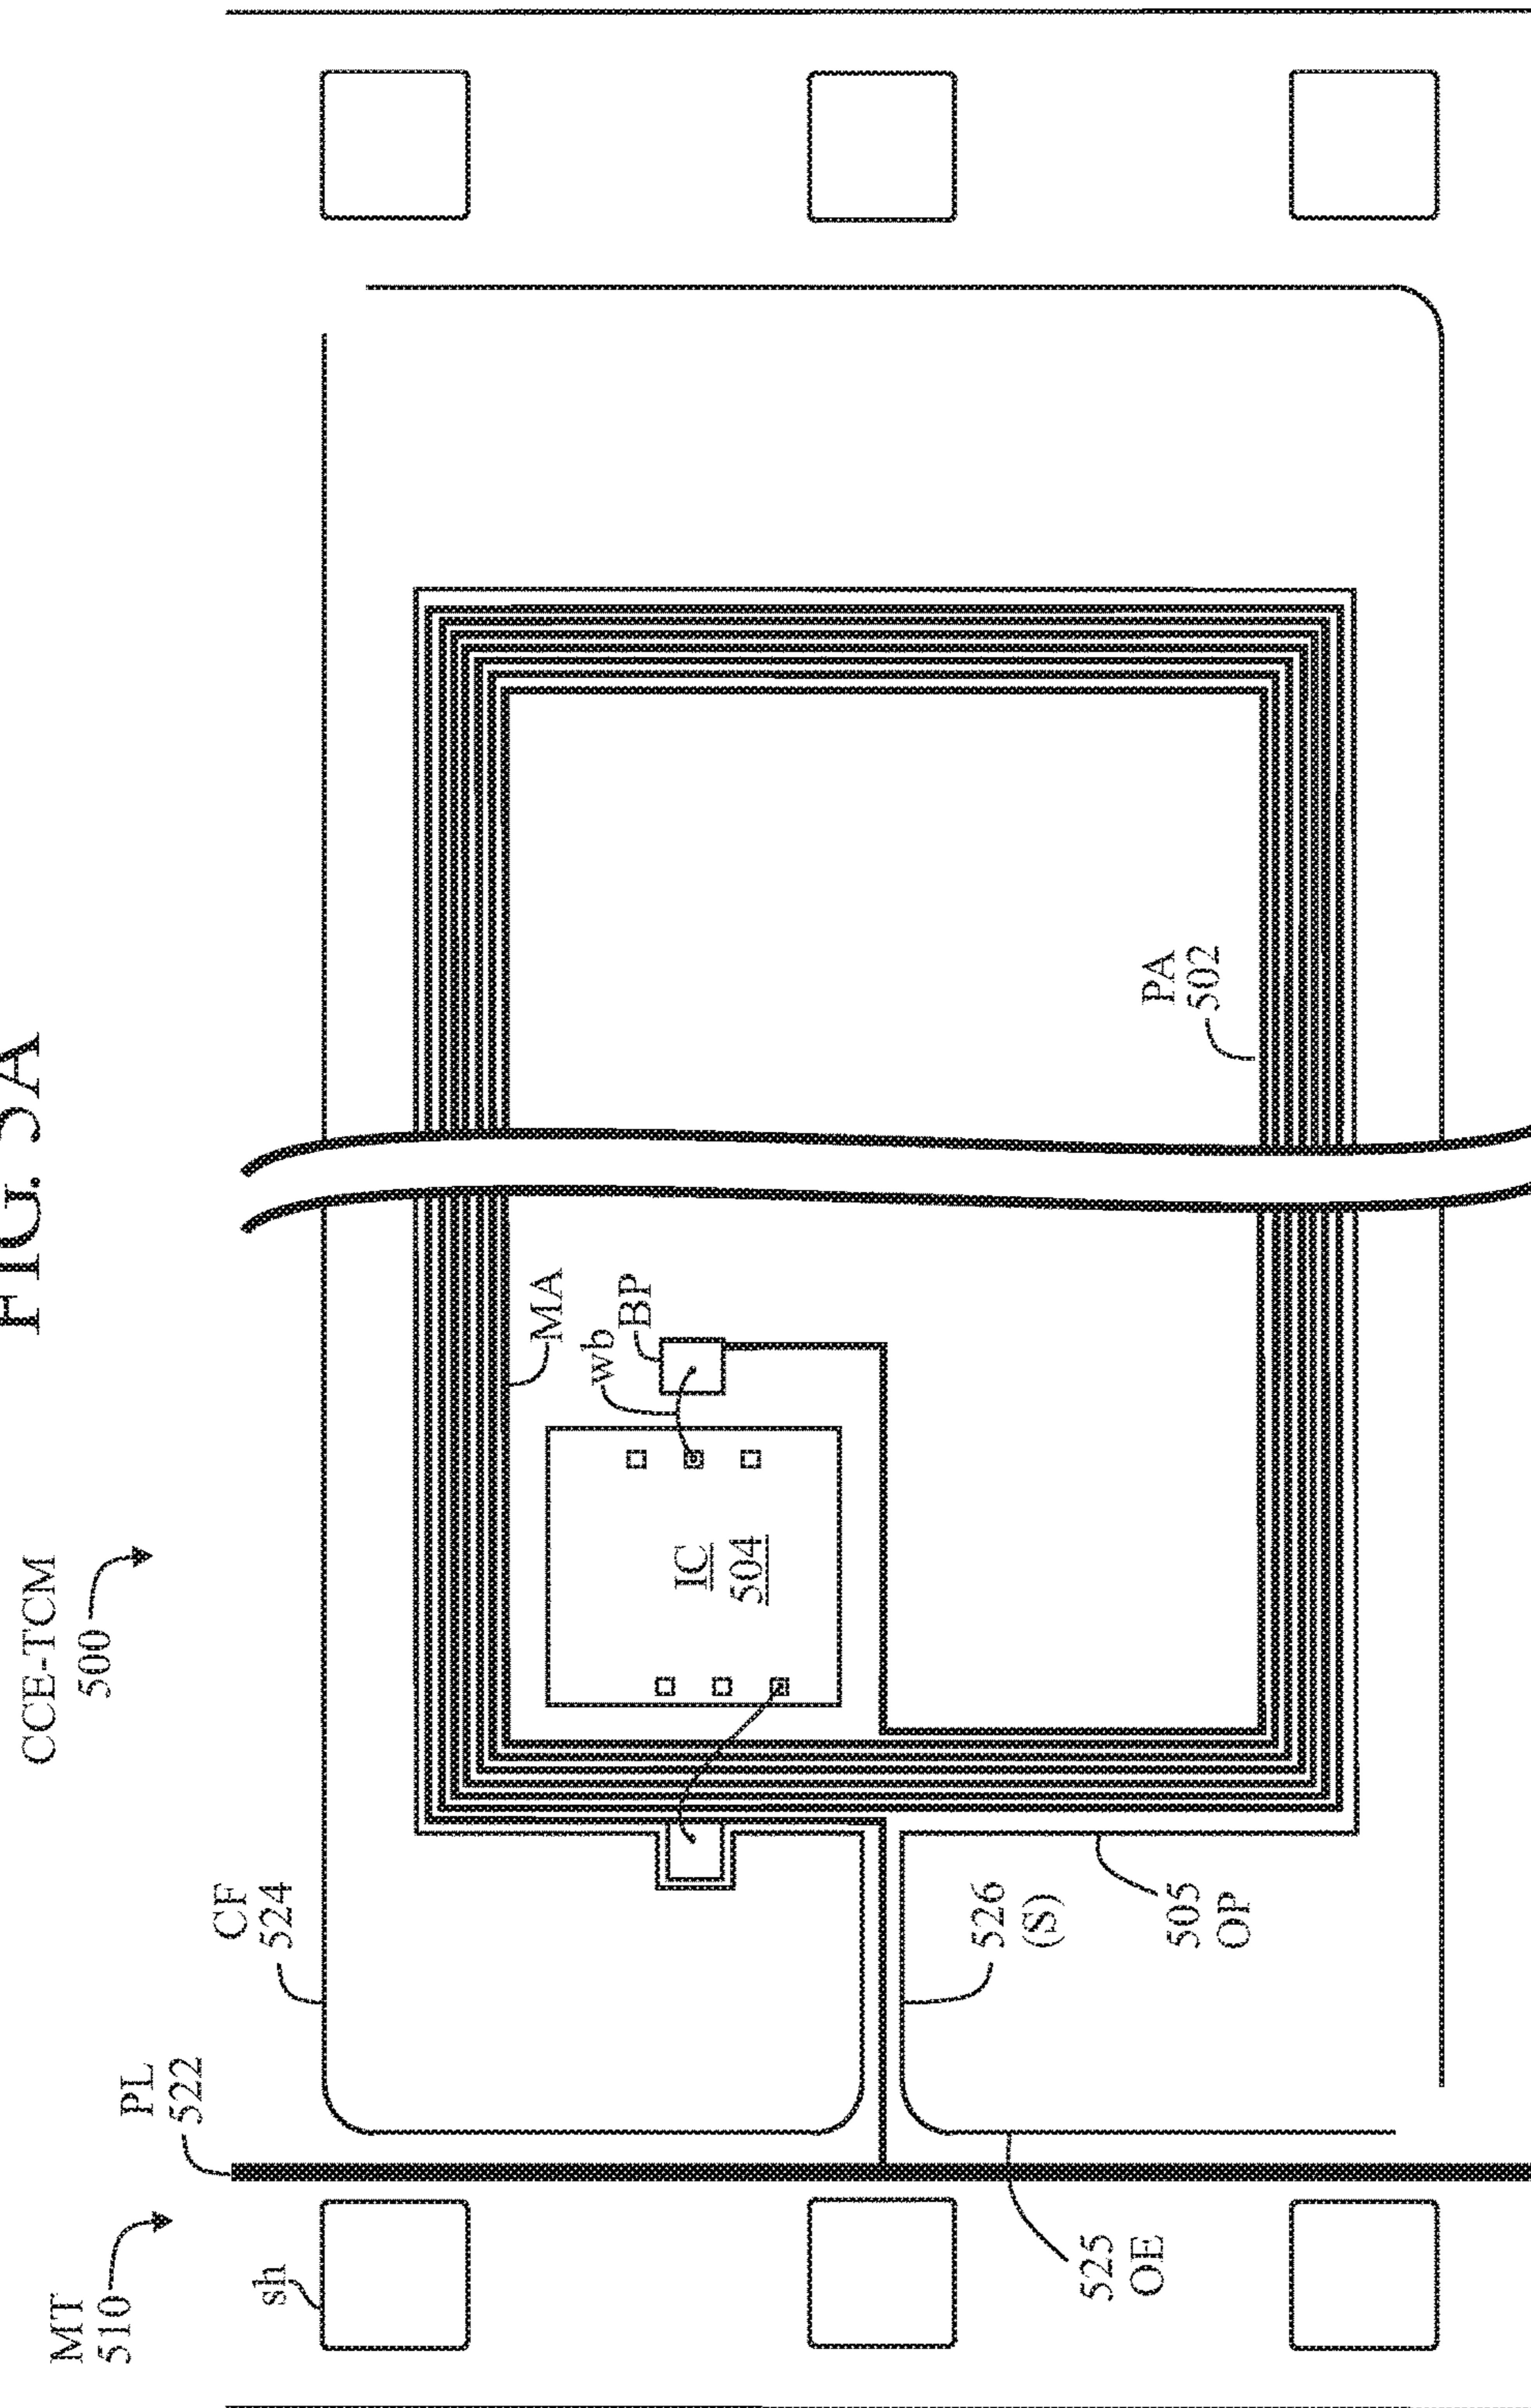 FIG. 5A
CCE-TCM
500
MT
510
PL
522
CF
524
sh
MA
wb
BP
IC
504
PA
502
526
(S)
505
OP
525
OE